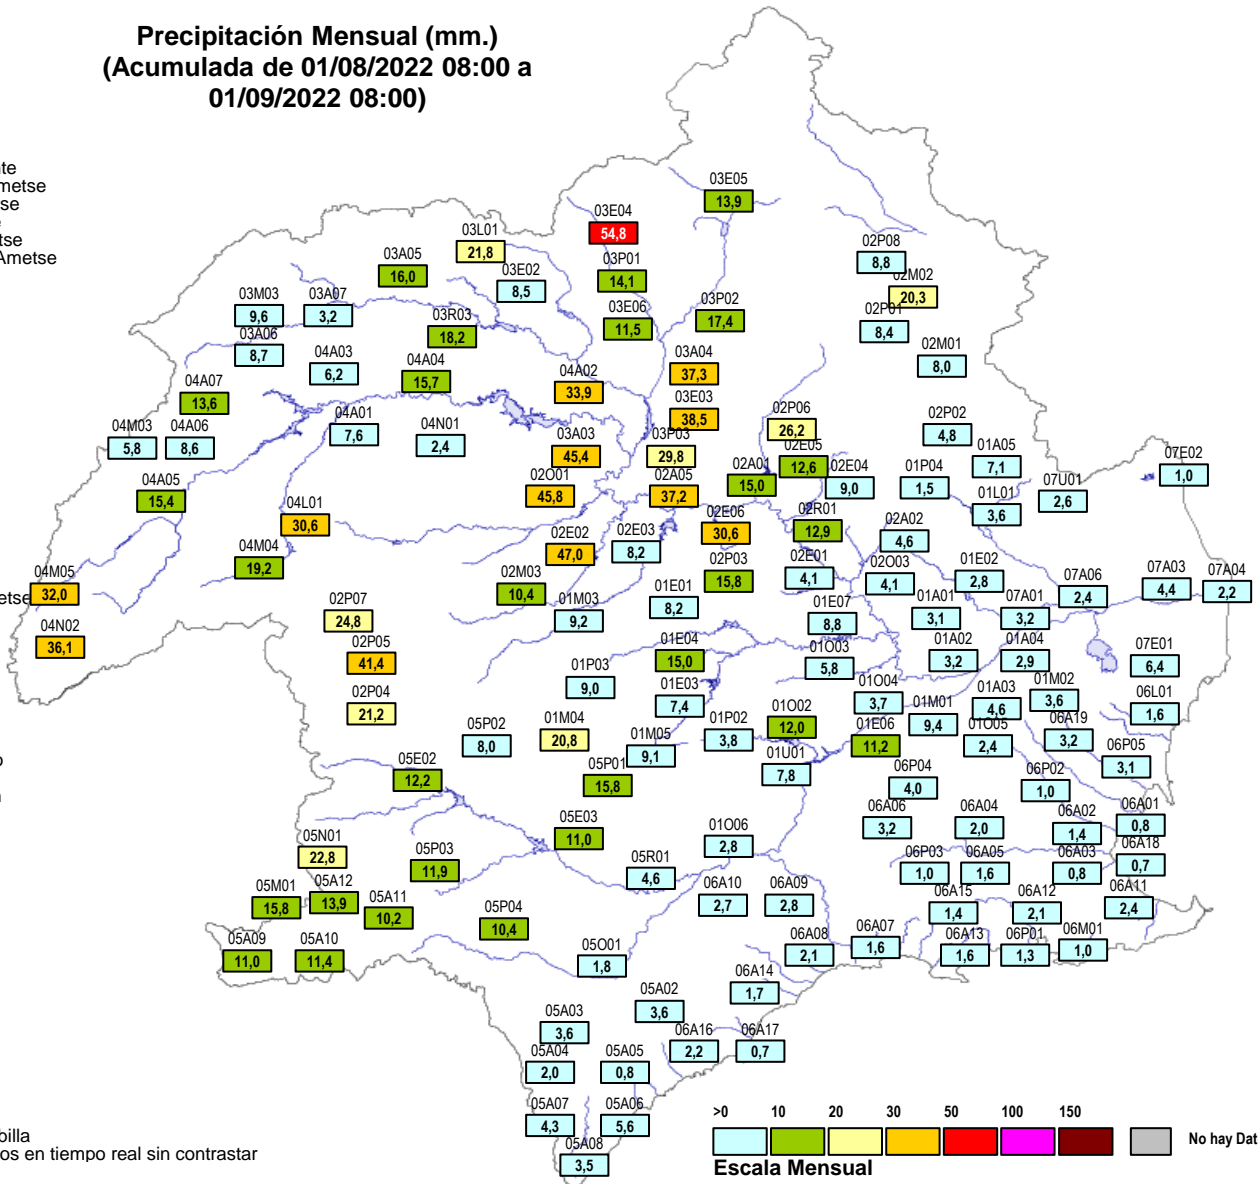 Precipitación Mensual (mm.)
(Acumulada de 01/08/2022 08:00 a
01/09/2022 08:00)
03E05
13,9
03E04
54,8
03L01
21,8
02P08
8,8
03A05
16,0
03P01
14,1
03E02
8,5
02M02
20,3
03M03
9,6
03A07
3,2
03E06
11,5
03P02
17,4
02P01
8,4
03R03
18,2
03A06
8,7
04A03
6,2
02M01
8,0
03A04
37,3
04A04
15,7
04A02
33,9
04A07
13,6
03E03
38,5
04A01
7,6
02P06
26,2
02P02
4,8
04M03
5,8
04A06
8,6
04N01
2,4
03A03
45,4
03P03
29,8
02E05
12,6
01A05
7,1
07E02
1,0
04A05
15,4
02O01
45,8
02A05
37,2
02A01
15,0
02E04
9,0
01P04
1,5
07U01
2,6
01L01
3,6
04L01
30,6
02E06
30,6
02R01
12,9
02A02
4,6
02E02
47,0
02E03
8,2
04M04
19,2
02M03
10,4
02P03
15,8
02E01
4,1
02O03
4,1
01E02
2,8
04M05
32,0
07A06
2,4
07A03
4,4
07A04
2,2
01E01
8,2
02P07
24,8
01M03
9,2
01E07
8,8
01A01
3,1
07A01
3,2
04N02
36,1
02P05
41,4
01E04
15,0
01O03
5,8
01A02
3,2
01A04
2,9
07E01
6,4
01P03
9,0
01E03
7,4
01O04
3,7
01A03
4,6
01M02
3,6
02P04
21,2
06L01
1,6
01M01
9,4
05P02
8,0
01M04
20,8
01M05
9,1
01P02
3,8
01O02
12,0
01E06
11,2
01O05
2,4
06A19
3,2
06P05
3,1
05E02
12,2
05P01
15,8
01U01
7,8
06P04
4,0
06P02
1,0
05E03
11,0
06A06
3,2
06A04
2,0
06A02
1,4
06A01
0,8
05N01
22,8
05P03
11,9
01O06
2,8
05R01
4,6
06P03
1,0
06A05
1,6
06A03
0,8
06A18
0,7
05M01
15,8
05A12
13,9
05A11
10,2
06A10
2,7
06A09
2,8
06A15
1,4
06A12
2,1
06A11
2,4
05P04
10,4
05A09
11,0
05A10
11,4
05O01
1,8
06A08
2,1
06A07
1,6
06A13
1,6
06P01
1,3
06M01
1,0
06A14
1,7
05A02
3,6
05A03
3,6
06A16
2,2
06A17
0,7
05A04
2,0
05A05
0,8
05A07
4,3
05A06
5,6
05A08
3,5
>0 10 20 30 50 100 150
No hay Dat
Escala Mensual
os en tiempo real sin contrastar